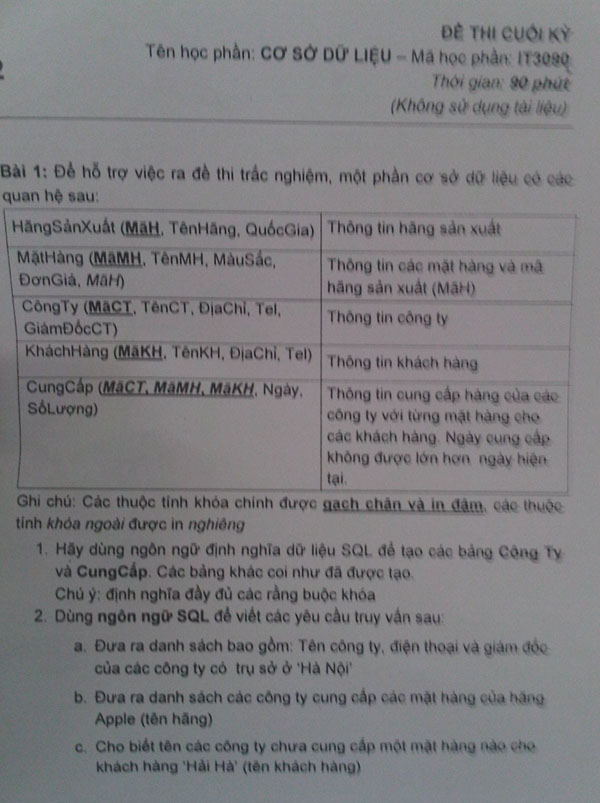 ĐỀ THI CUỐI KỲ
Tên học phần: CƠ SỞ DỮ LIỆU – Mã học phần: IT3090
Thời gian: 90 phút
(Không sử dụng tài liệu)
Bài 1: Để hỗ trợ việc ra đề thi trắc nghiệm, một phần cơ sở dữ liệu có các
quan hệ sau:
HãngSảnXuất (MãH, TênHãng, QuốcGia) Thông tin hãng sản xuất
MặtHàng (MãMH, TênMH, MàuSắc,
ĐơnGiá, MãH)
Thông tin các mặt hàng và mã
hãng sản xuất (MãH)
CôngTy (MãCT, TênCT, ĐịaChỉ, Tel,
GiámĐốcCT)
Thông tin công ty
KháchHàng (MãKH, TênKH, ĐịaChỉ, Tel) Thông tin khách hàng
CungCấp (MãCT, MãMH, MãKH, Ngày,
SốLượng)
Thông tin cung cấp hàng của các
công ty với từng mặt hàng cho
các khách hàng. Ngày cung cấp
không được lớn hơn ngày hiện
tại.
Ghi chú: Các thuộc tính khóa chính được gạch chân và in đậm, các thuộc
tính khóa ngoài được in nghiêng
1. Hãy dùng ngôn ngữ định nghĩa dữ liệu SQL để tạo các bảng Công Ty
và CungCấp. Các bảng khác coi như đã được tạo.
Chú ý: định nghĩa đầy đủ các rằng buộc khóa
2. Dùng ngôn ngữ SQL để viết các yêu cầu truy vấn sau:
a. Đưa ra danh sách bao gồm: Tên công ty, điện thoại và giám đốc
của các công ty có trụ sở ở 'Hà Nội'
b. Đưa ra danh sách các công ty cung cấp các mặt hàng của hãng
Apple (tên hãng)
c. Cho biết tên các công ty chưa cung cấp một mặt hàng nào cho
khách hàng 'Hải Hà' (tên khách hàng)